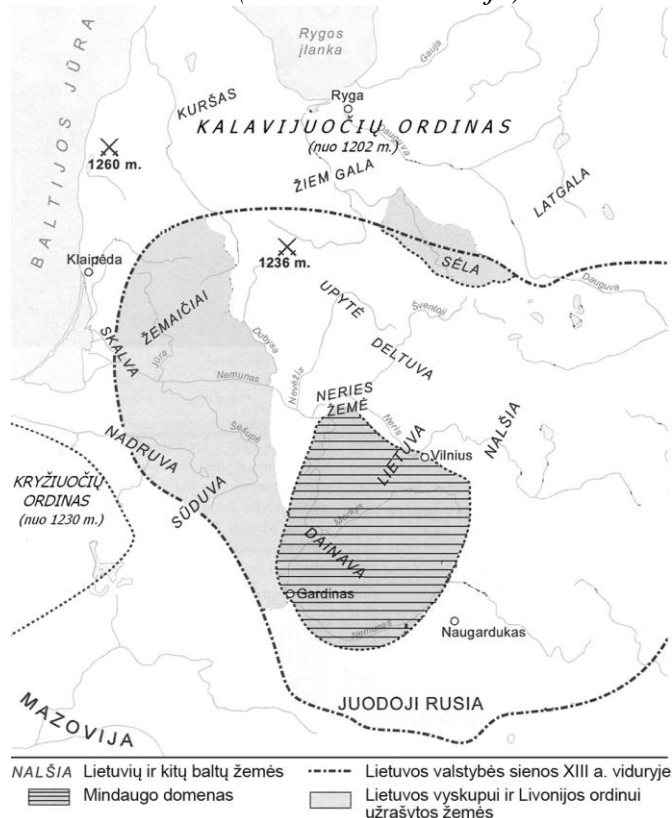 Rygos
įlanka
Gauja
BALTIJOS JŪRA
KURŠAS
Ryga
KALAVIJUOČIŲ ORDINAS
(nuo 1202 m.)
Dauguva
1260 m.
ŽIEM GALA
LATGALA
Klaipėda
1236 m.
SĖLA
Dauguva
ŽEMAIČIAI
UPYTĖ
Šventoji
SKALVA
Jūra
Dubysa
DELTUVA
Nemunas
Nevėžis
NERIES
ŽEMĖ
Neris
NALŠIA
Šešupė
LIETUVA
Vilnius
NADRUVA
KRYŽIUOČIŲ
ORDINAS
(nuo 1230 m.)
SŪDUVA
Merkys
DAINAVA
Gardinas
Nemunas
Naugardukas
MAZOVIJA
JUODOJI RUSIA
NALŠIA Lietuvių ir kitų baltų žemės
Lietuvos valstybės sienos XIII a. viduryje
Mindaugo domenas
Lietuvos vyskupui ir Livonijos ordinui
užrašytos žemės